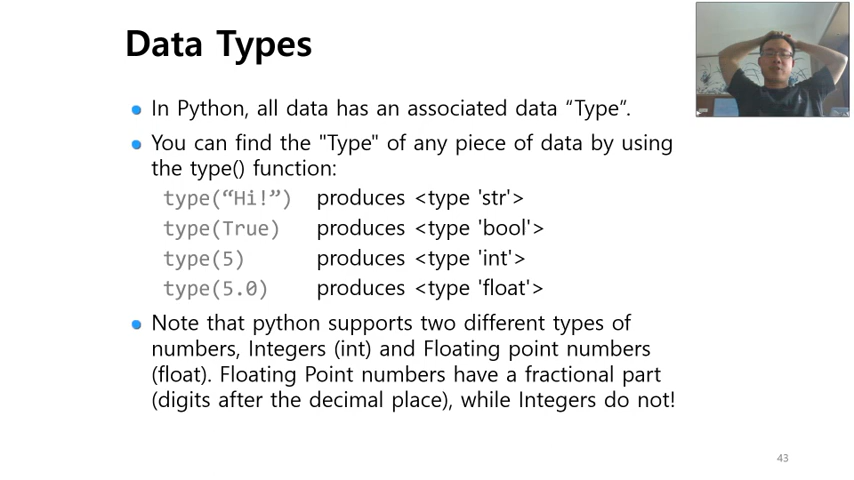 Data Types
In Python, all data has an associated data “Type”.
You can find the "Type" of any piece of data by using
the type() function:
type(“Hi!”) produces <type 'str'>
type(True) produces <type 'bool'>
type(5) produces <type 'int'>
type(5.0) produces <type 'float'>
Note that python supports two different types of
numbers, Integers (int) and Floating point numbers
(float). Floating Point numbers have a fractional part
(digits after the decimal place), while Integers do not!
43